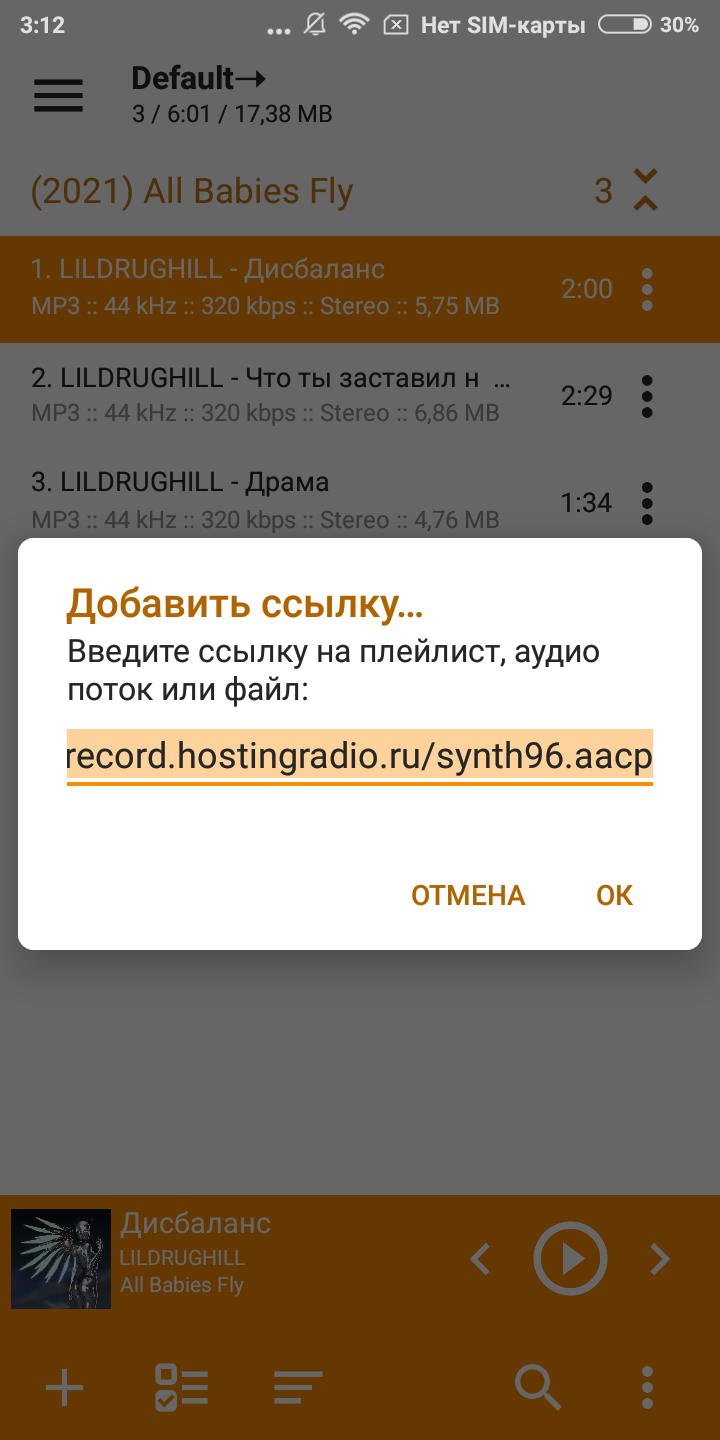 3:12
... Нет SIM-карты 30%
Default→
3 / 6:01 / 17,38 MB
(2021) All Babies Fly 3
1. LILDRUGHILL - Дисбаланс 2:00
MP3 :: 44 kHz :: 320 kbps :: Stereo :: 5,75 MB
2. LILDRUGHILL - Что ты заставил н ... 2:29
MP3 :: 44 kHz :: 320 kbps :: Stereo :: 6,86 MB
3. LILDRUGHILL - Драма 1:34
MP3 :: 44 kHz :: 320 kbps :: Stereo :: 4,76 MB
Добавить ссылку...
Введите ссылку на плейлист, аудио
поток или файл:
record.hostingradio.ru/synth96.aacp
ОТМЕНА ОК
Дисбаланс
LILDRUGHILL
All Babies Fly